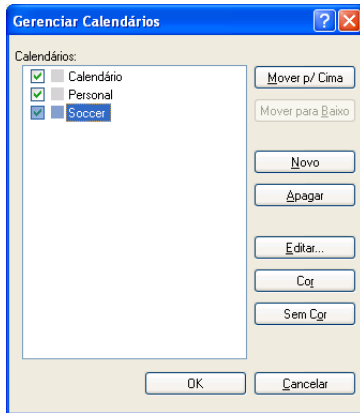 Gerenciar Calendários
Calendários:
Calendário
Personal
Soccer
Mover p/ Cima
Mover para Baixo
Novo
Apagar
Editar...
Cor
Sem Cor
OK
Cancelar